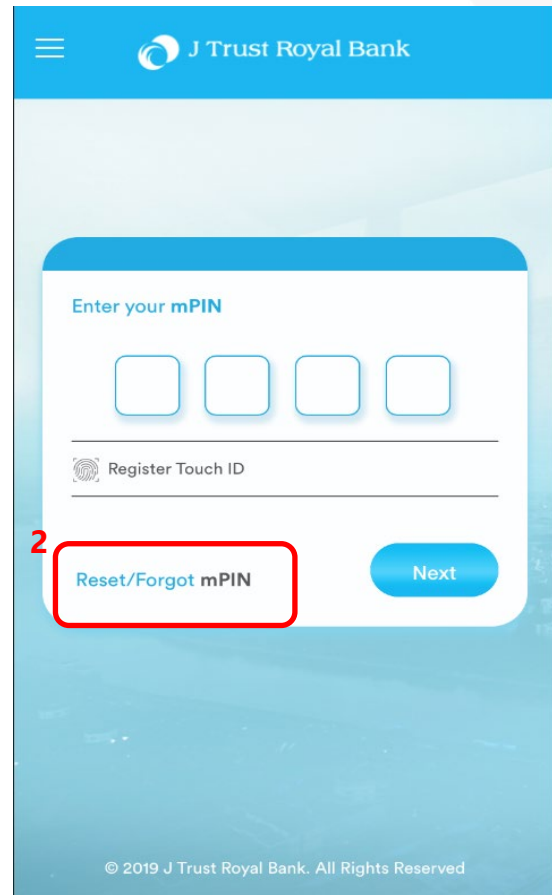 J Trust Royal Bank
Enter your mPIN
Register Touch ID
2
Reset/Forgot mPIN
Next
© 2019 J Trust Royal Bank. All Rights Reserved